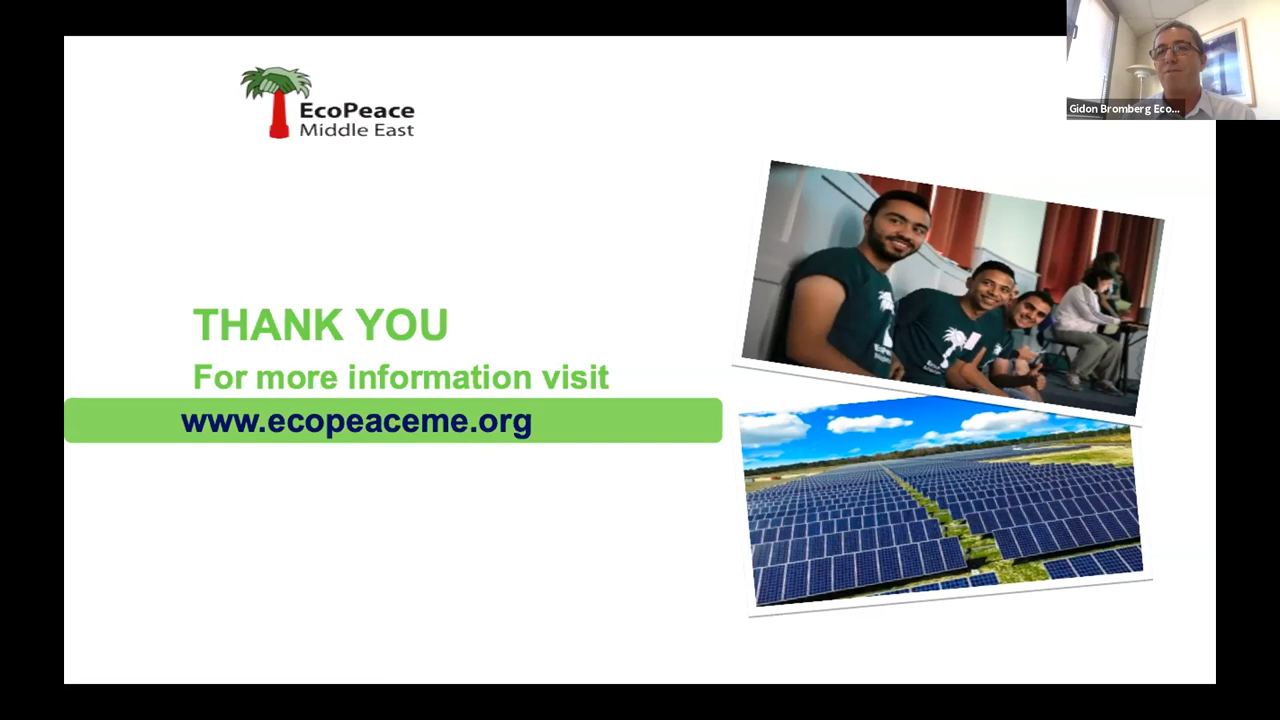 EcoPeace
Middle East
Gidon Bromberg Eco...
THANK YOU
For more information visit
www.ecopeaceme.org